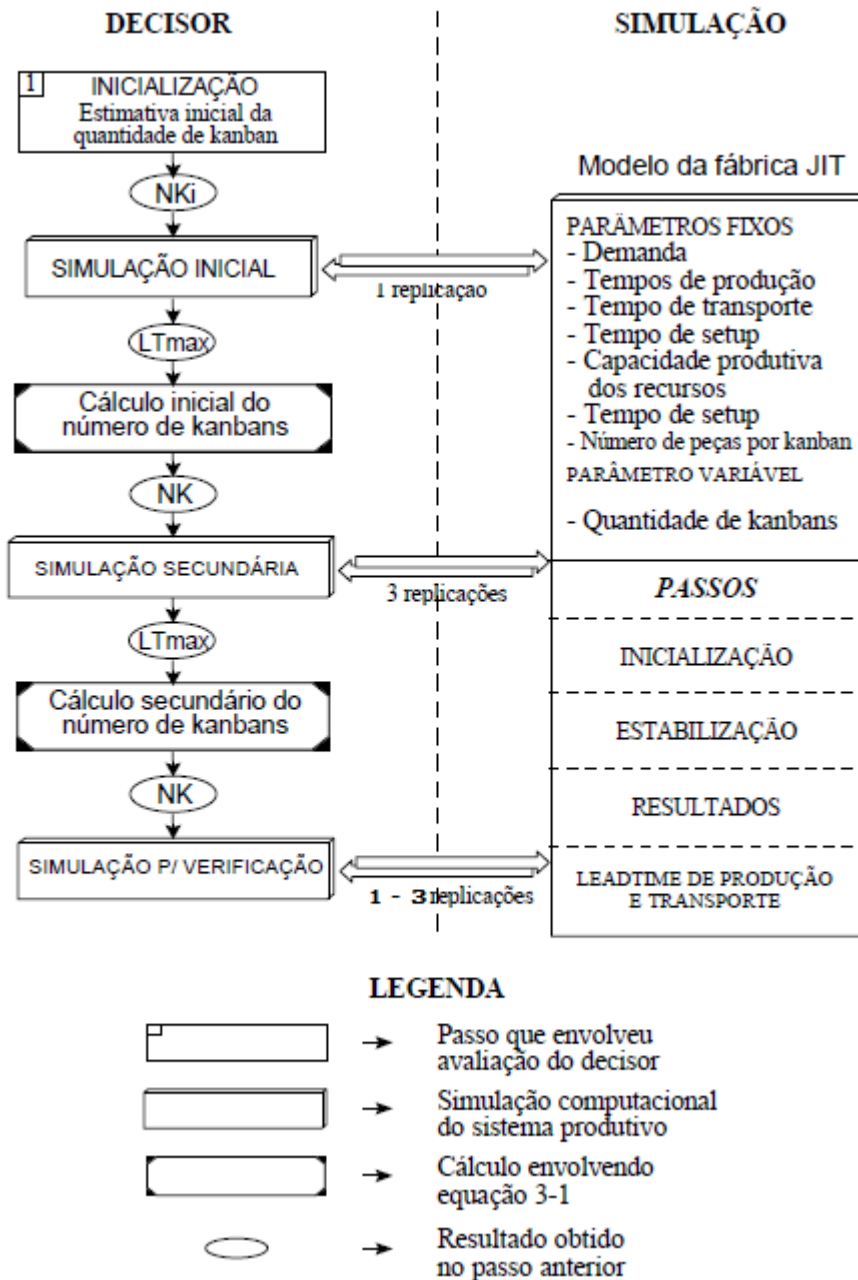 DECISOR
SIMULAÇÃO
1
INICIALIZAÇÃO
Estimativa inicial da
quantidade de kanban
NKi
SIMULAÇÃO INICIAL
LTmax
Cálculo inicial do
número de kanbans
NK
SIMULAÇÃO SECUNDÁRIA
LTmax
Cálculo secundário do
número de kanbans
NK
SIMULAÇÃO P/ VERIFICAÇÃO
1 replicaçao
3 replicações
1 - 3 replicações
Modelo da fábrica JIT
PARÂMETROS FIXOS
- Demanda
- Tempos de produção
- Tempo de transporte
- Tempo de setup
- Capacidade produtiva
dos recursos
- Tempo de setup
- Número de peças por kanban
PARÂMETRO VARIÁVEL
- Quantidade de kanbans
PASSOS
INICIALIZAÇÃO
ESTABILIZAÇÃO
RESULTADOS
LEADTIME DE PRODUÇÃO
E TRANSPORTE
LEGENDA
Passo que envolveu
avaliação do decisor
Simulação computacional
do sistema produtivo
Cálculo envolvendo
equação 3-1
Resultado obtido
no passo anterior